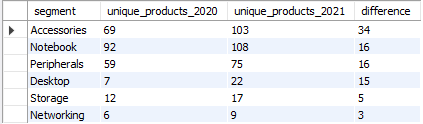 segment unique_products_2020 unique_products_2021 difference
Accessories 69 103 34
Notebook 92 108 16
Peripherals 59 75 16
Desktop 7 22 15
Storage 12 17 5
Networking 6 9 3